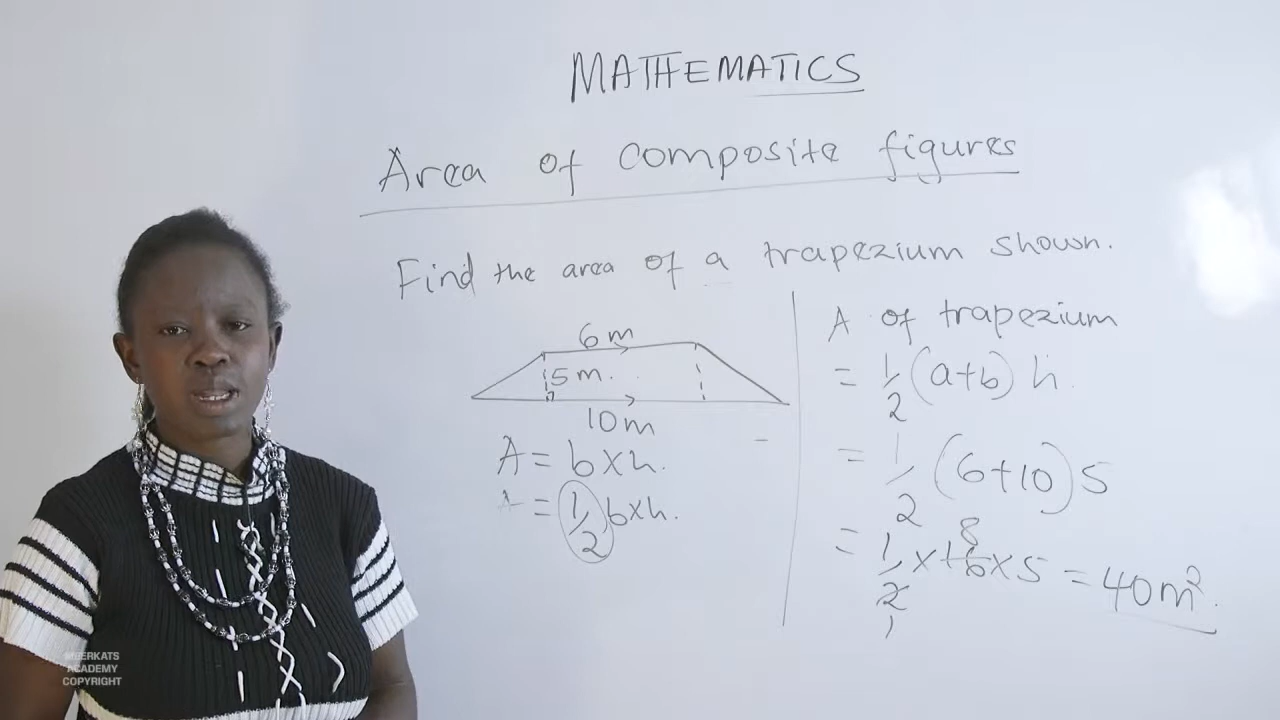 MATHEMATICS
Area of composite figures
Find the area of a trapezium shown.
6m
5m.
10m
A = b x h.
A = 1/2 b x h.
A of trapezium
= 1/2 (a+b) h.
= 1/2 (6+10) 5
= 1/2 x 16 x 5 = 40m².
8
1
MEERKATS
ACADEMY
COPYRIGHT